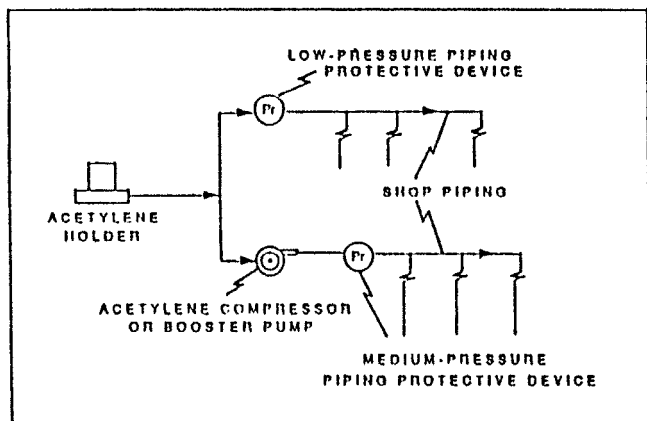 LOW-PRESSURE PIPING
PROTECTIVE DEVICE
Pr
SHOP PIPING
ACETYLENE
HOLDER
Pr
ACETYLENE COMPRESSOR
OR BOOSTER PUMP
MEDIUM-PRESSURE
PIPING PROTECTIVE DEVICE